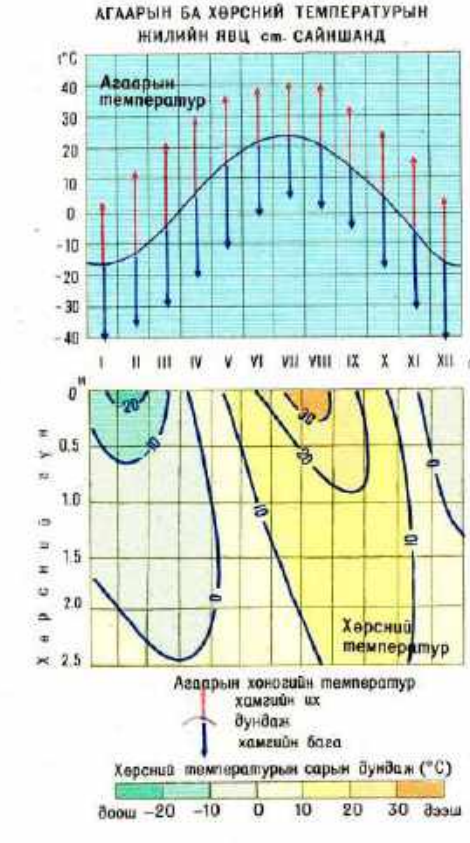 АГААРЫН БА ХӨРСНИЙ ТЕМПЕРАТУРЫН
ЖИЛИЙН ЯВЦ ст. САЙНШАНД
t°C
Агаарын
температур
40
30
20
10
0
-10
-20
-30
-40
I II III IV V VI VII VIII IX X XI XII
м
0
0.5
1.0
1.5
2.0
2.5
Хөрсний гүн
-20
-10
0
10
20
30
10
0
Хөрсний
температур
Агаарын хоногийн температур
хамгийн их
дундаж
хамгийн бага
Хөрсний температурын сарын дундаж (°C)
доош -20 -10 0 10 20 30 дээш